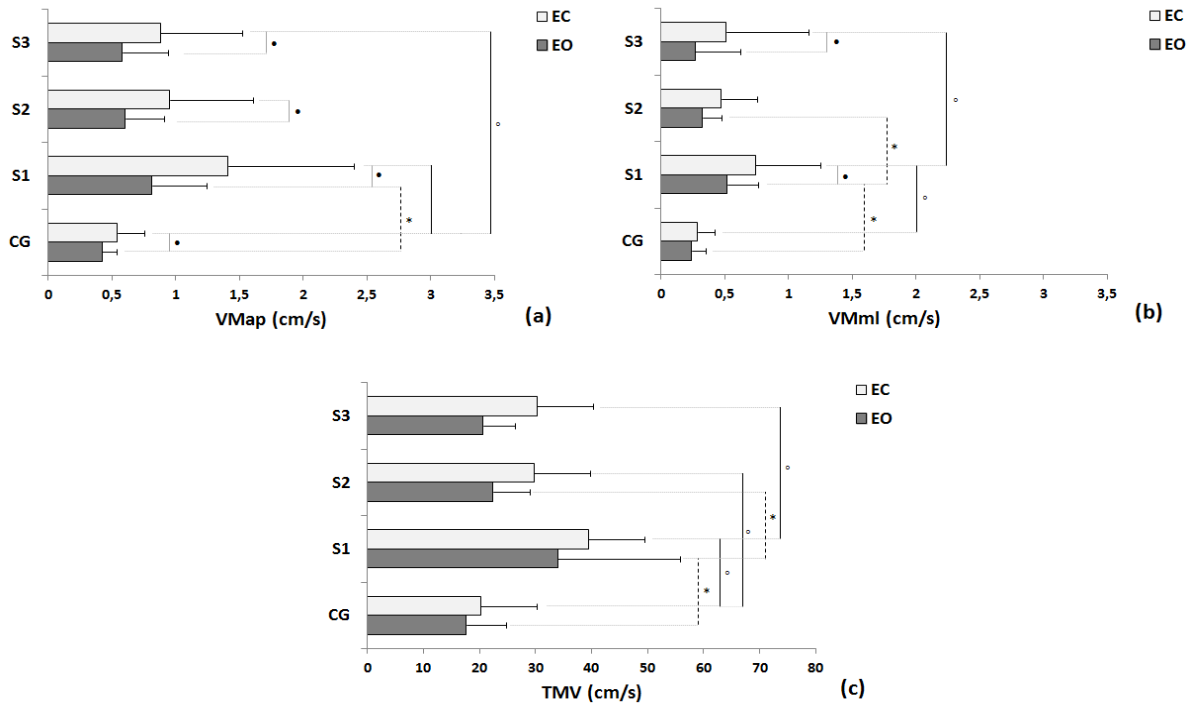 EC
EO
S3
S2
S1
CG
0 0,5 1 1,5 2 2,5 3 3,5
VMap (cm/s)
(a)
EC
EO
S3
S2
S1
CG
0 0,5 1 1,5 2 2,5 3 3,5
VMml (cm/s)
(b)
EC
EO
S3
S2
S1
CG
0 10 20 30 40 50 60 70 80
TMV (cm/s)
(c)